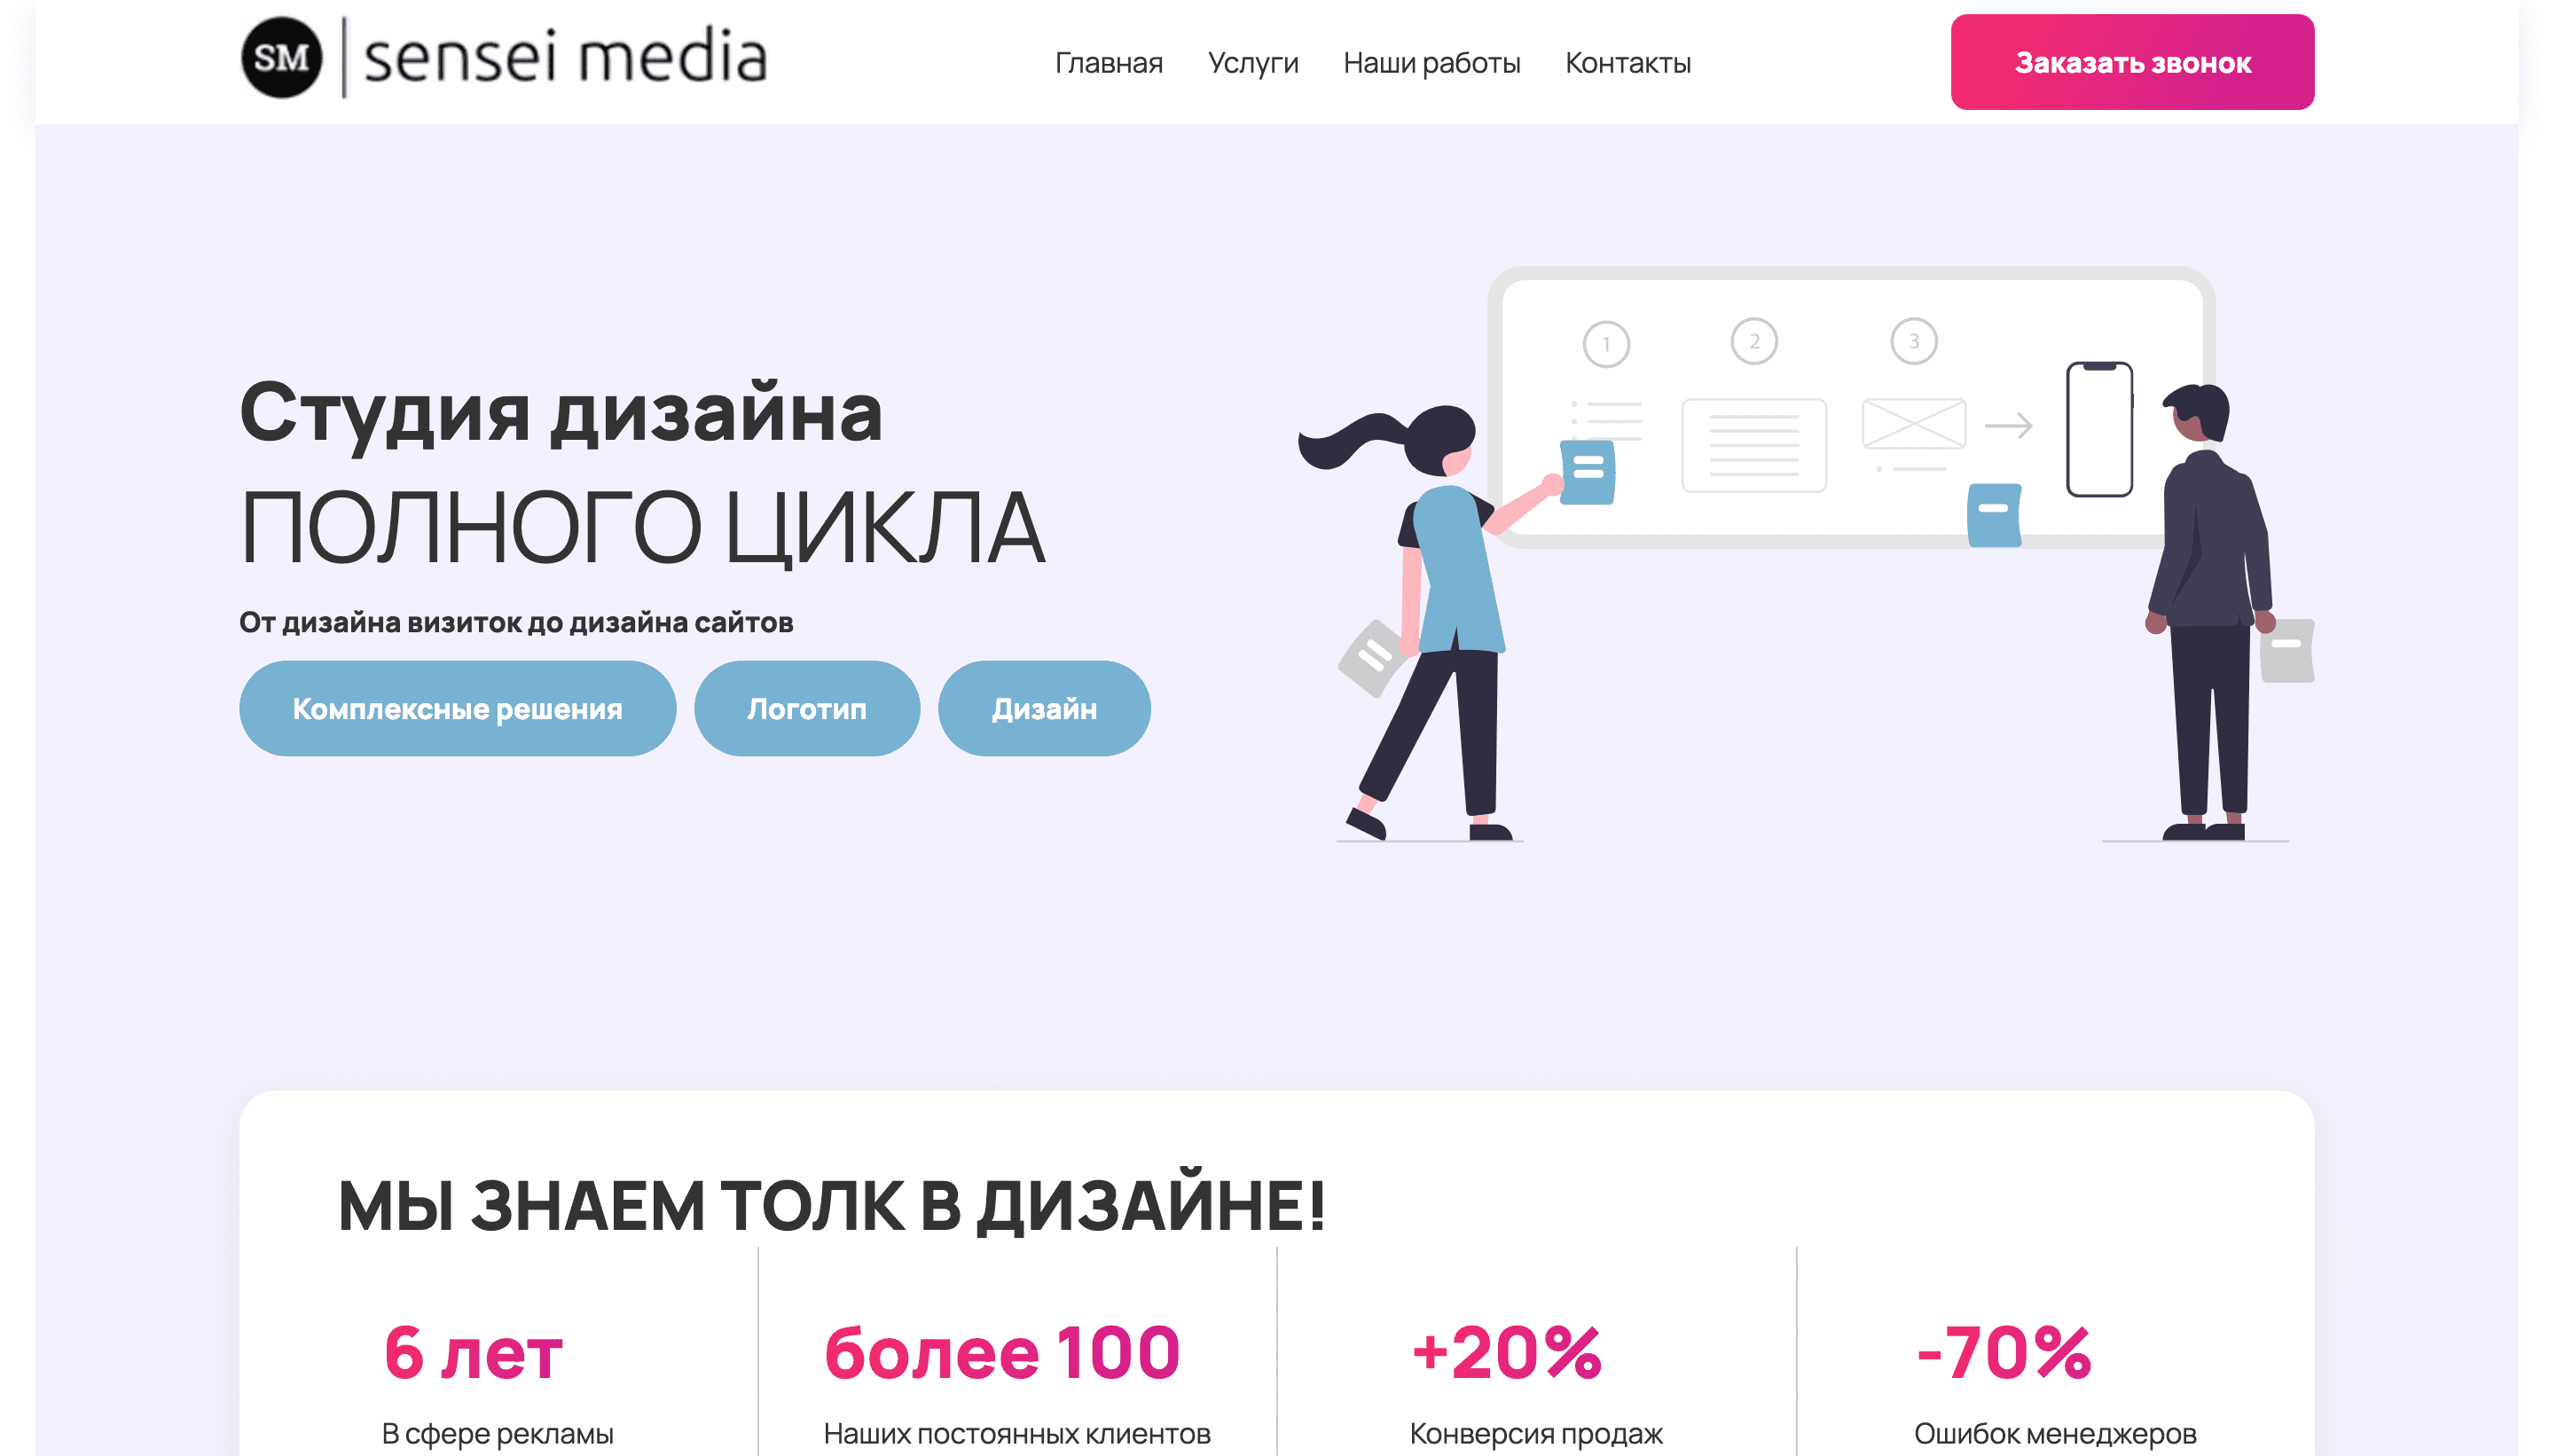 SM | sensei media
Главная Услуги Наши работы Контакты
Заказать звонок
Студия дизайна
ПОЛНОГО ЦИКЛА
От дизайна визиток до дизайна сайтов
Комплексные решения Логотип Дизайн
1 2 3
МЫ ЗНАЕМ ТОЛК В ДИЗАЙНЕ!
6 лет более 100 +20% -70%
В сфере рекламы Наших постоянных клиентов Конверсия продаж Ошибок менеджеров